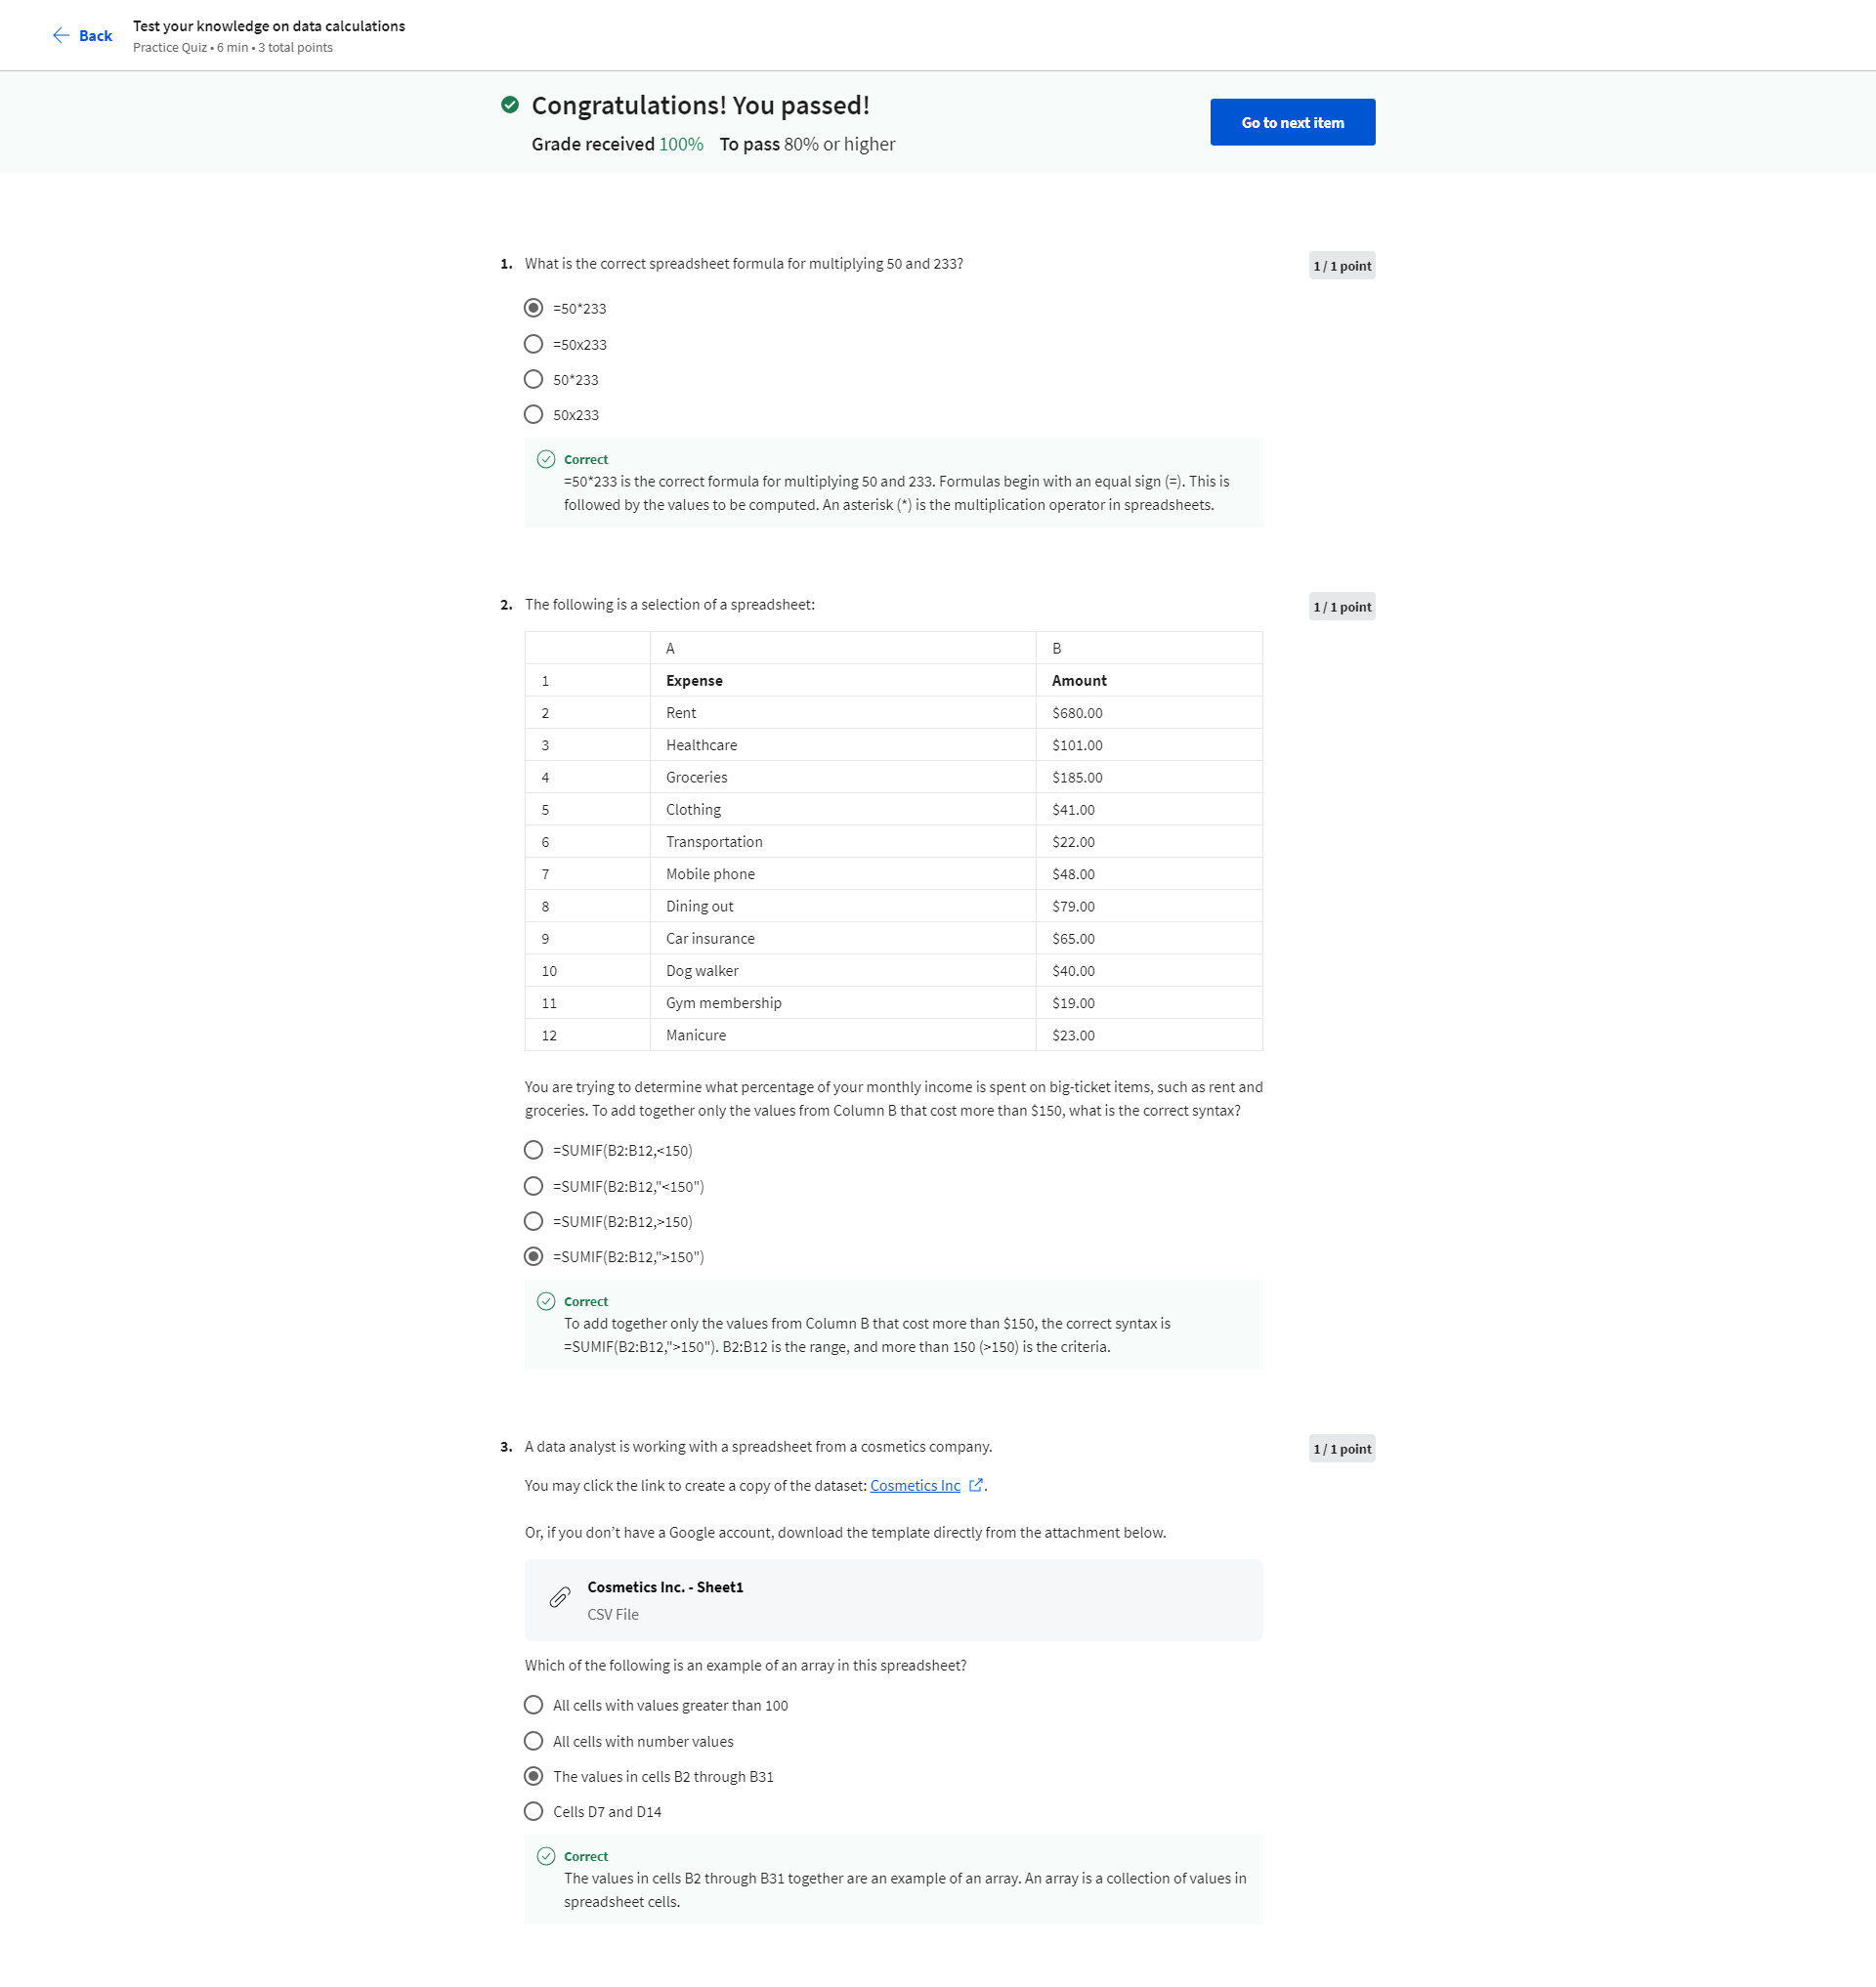 Back
Test your knowledge on data calculations
Practice Quiz • 6 min • 3 total points
Congratulations! You passed!
Grade received 100% To pass 80% or higher
Go to next item
1. What is the correct spreadsheet formula for multiplying 50 and 233?
1 / 1 point
=50*233
=50x233
50*233
50x233
Correct
=50*233 is the correct formula for multiplying 50 and 233. Formulas begin with an equal sign (=). This is
followed by the values to be computed. An asterisk (*) is the multiplication operator in spreadsheets.
2. The following is a selection of a spreadsheet:
1 / 1 point
A B
1 Expense Amount
2 Rent $680.00
3 Healthcare $101.00
4 Groceries $185.00
5 Clothing $41.00
6 Transportation $22.00
7 Mobile phone $48.00
8 Dining out $79.00
9 Car insurance $65.00
10 Dog walker $40.00
11 Gym membership $19.00
12 Manicure $23.00
You are trying to determine what percentage of your monthly income is spent on big-ticket items, such as rent and
groceries. To add together only the values from Column B that cost more than $150, what is the correct syntax?
=SUMIF(B2:B12,<150)
=SUMIF(B2:B12,"<150")
=SUMIF(B2:B12,>150)
=SUMIF(B2:B12,">150")
Correct
To add together only the values from Column B that cost more than $150, the correct syntax is
=SUMIF(B2:B12,">150"). B2:B12 is the range, and more than 150 (>150) is the criteria.
3. A data analyst is working with a spreadsheet from a cosmetics company.
1 / 1 point
You may click the link to create a copy of the dataset: Cosmetics Inc .
Or, if you don’t have a Google account, download the template directly from the attachment below.
Cosmetics Inc. - Sheet1
CSV File
Which of the following is an example of an array in this spreadsheet?
All cells with values greater than 100
All cells with number values
The values in cells B2 through B31
Cells D7 and D14
Correct
The values in cells B2 through B31 together are an example of an array. An array is a collection of values in
spreadsheet cells.